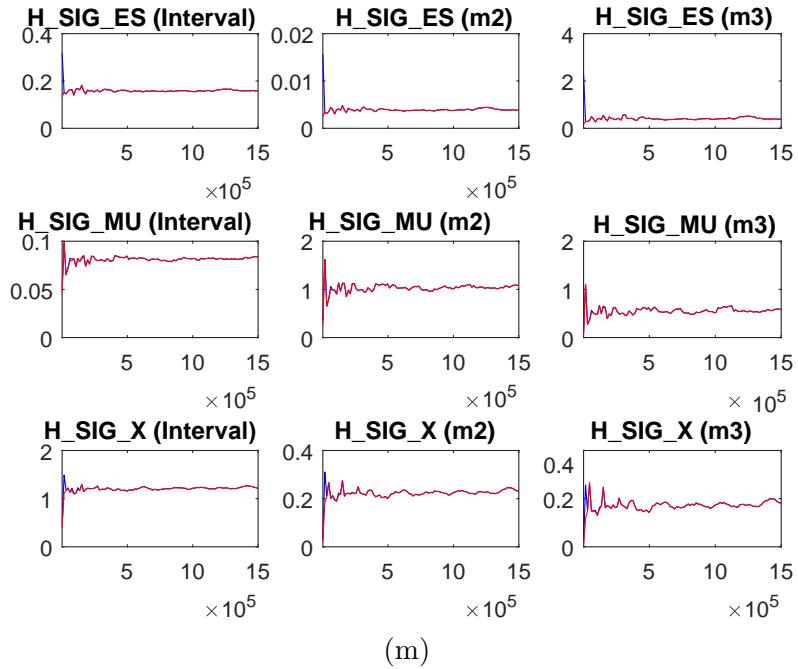 H_SIG_ES (Interval) H_SIG_ES (m2) H_SIG_ES (m3)
0.4 0.02 4
0.2 0.01 2
0 0 0
5 10 15 5 10 15 5 10 15
×10^5 ×10^5 ×10^5
H_SIG_MU (Interval) H_SIG_MU (m2) H_SIG_MU (m3)
0.1 2 2
0.05 1 1
0 0 0
5 10 15 5 10 15 5 10 15
×10^5 ×10^5 ×10^5
H_SIG_X (Interval) H_SIG_X (m2) H_SIG_X (m3)
2 0.4 0.4
1 0.2 0.2
0 0 0
5 10 15 5 10 15 5 10 15
×10^5 ×10^5 ×10^5
(m)